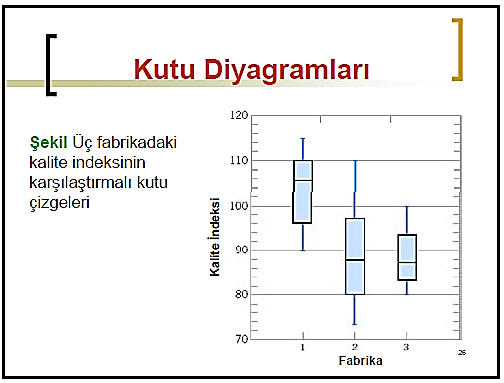 Kutu Diyagramları
Şekil Üç fabrikadaki
kalite indeksinin
karşılaştırmalı kutu
çizgeleri
Kalite İndeksi
120
110
100
90
80
70
1 2 3
Fabrika
26